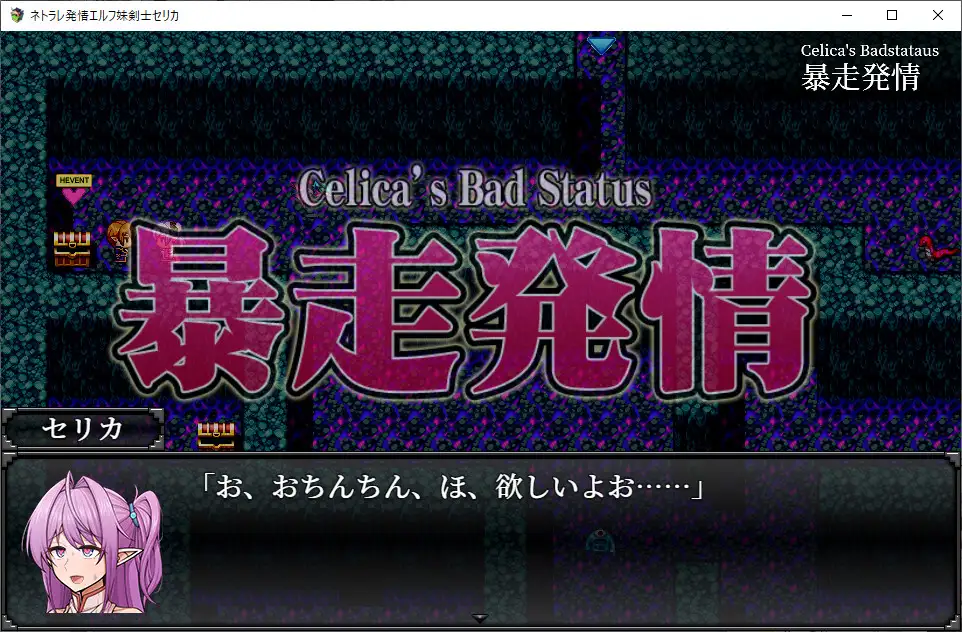 ネトラレ発情エルフ妹剣士セリカ
Celica's Badstataus
暴走発情
HEVENT
Celica's Bad Status
暴走発情
セリカ
「お、おちんちん、ほ、欲しいよお……」